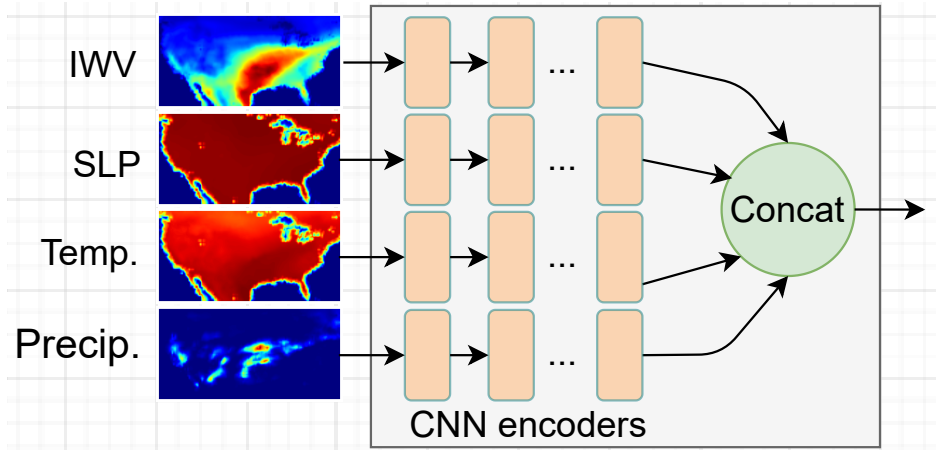 IWV
...
SLP
...
Concat
Temp.
...
Precip.
...
CNN encoders